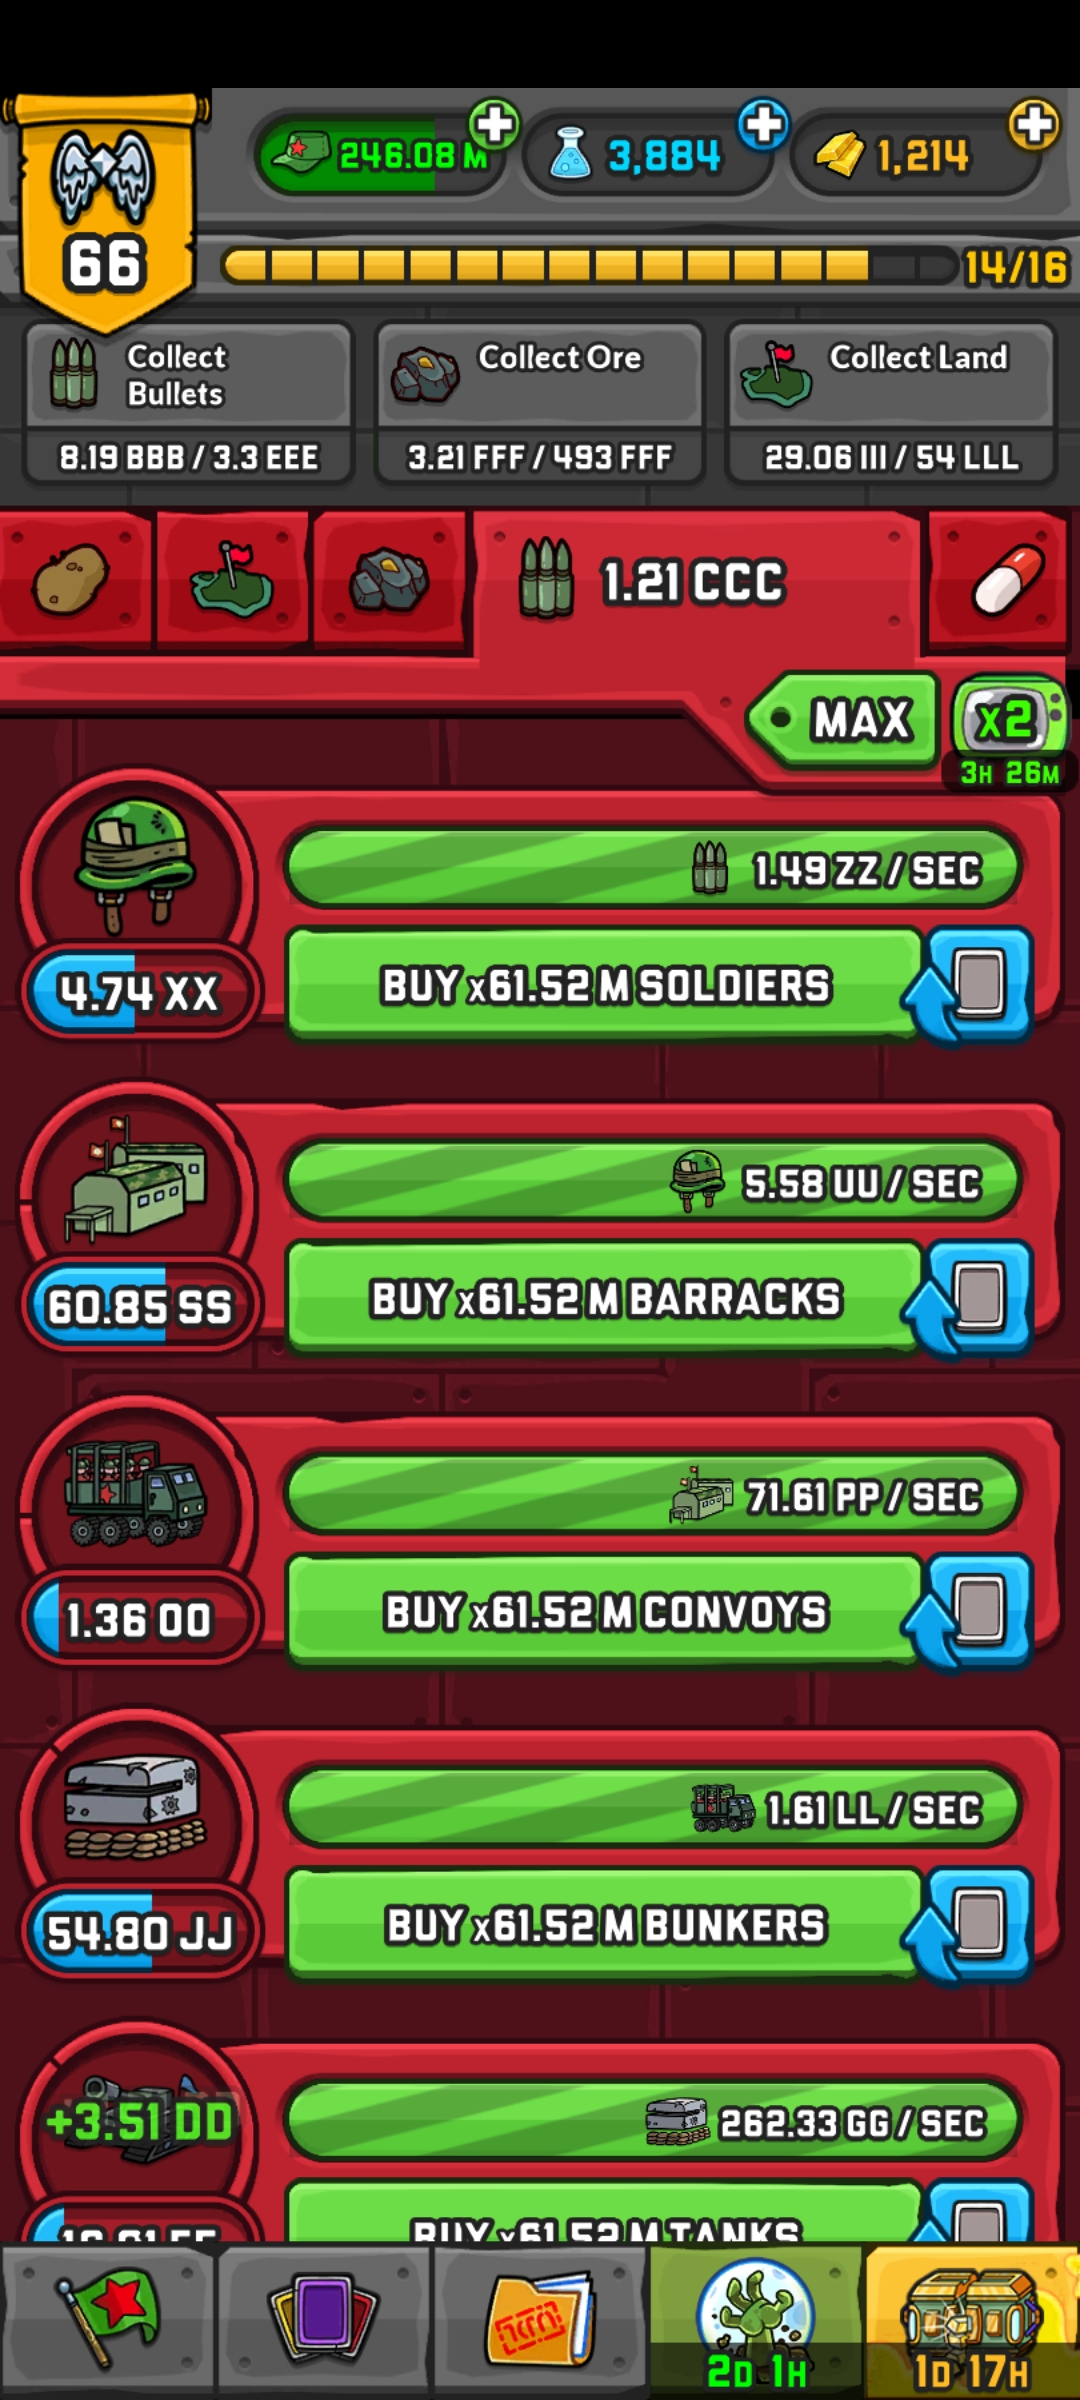 246.08 M
3,884
1,214
66
14/16
Collect
Bullets
8.19 BBB / 3.3 EEE
Collect Ore
3.21 FFF / 493 FFF
Collect Land
29.06 III / 54 LLL
1.21 CCC
MAX
x2
3H 26M
1.49 ZZ / SEC
4.74 XX
BUY x61.52 M SOLDIERS
5.58 UU / SEC
60.85 SS
BUY x61.52 M BARRACKS
71.61 PP / SEC
1.36 OO
BUY x61.52 M CONVOYS
1.61 LL / SEC
54.80 JJ
BUY x61.52 M BUNKERS
+3.51 DD
262.33 GG / SEC
BUY x61.52 M TANKS
2D 1H
1D 17H